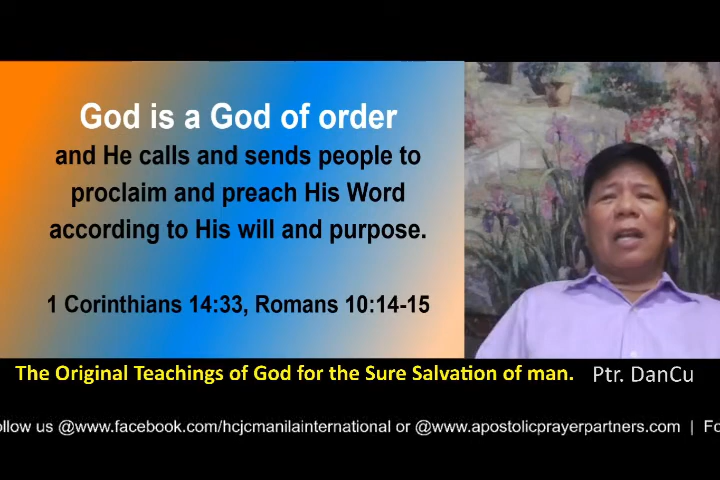 God is a God of order
and He calls and sends people to
proclaim and preach His Word
according to His will and purpose.
1 Corinthians 14:33, Romans 10:14-15
The Original Teachings of God for the Sure Salvation of man. Ptr. DanCu
ollow us @www.facebook.com/hcjcmanilainternational or @www.apostolicprayerpartners.com | Fo